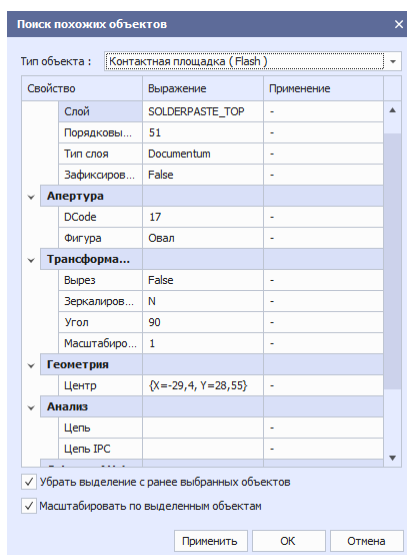 Поиск похожих объектов
Тип объекта : Контактная площадка ( Flash )
Свойство Выражение Применение
Слой SOLDERPASTE_TOP -
Порядковы... 51 -
Тип слоя Documentum -
Зафиксиров... False -
Апертура
DCode 17 -
Фигура Овал -
Трансформа...
Вырез False -
Зеркалиров... N -
Угол 90 -
Масштабиро... 1 -
Геометрия
Центр {X=-29,4, Y=28,55} -
Анализ
Цепь -
Цепь IPC -
Убрать выделение с ранее выбранных объектов
Масштабировать по выделенным объектам
Применить OK Отмена